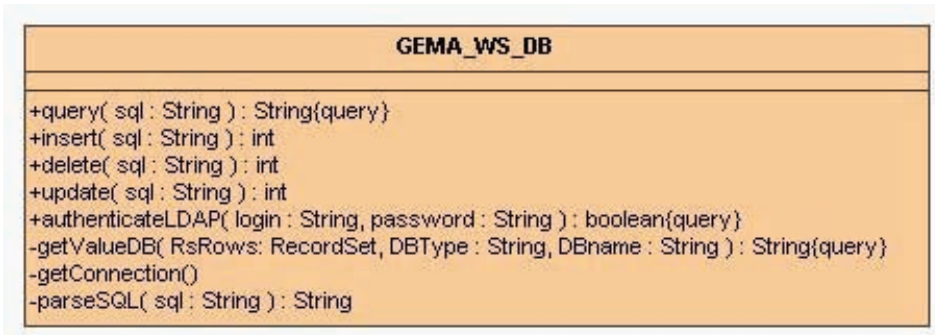 GEMA_WS_DB
+query( sql : String ) : String{query}
+insert( sql : String ) : int
+delete( sql : String ) : int
+update( sql : String ) : int
+authenticateLDAP( login : String, password : String ) : boolean{query}
-getValueDB( RsRows: RecordSet, DBType : String, DBname : String ) : String{query}
-getConnection()
-parseSQL( sql : String ) : String